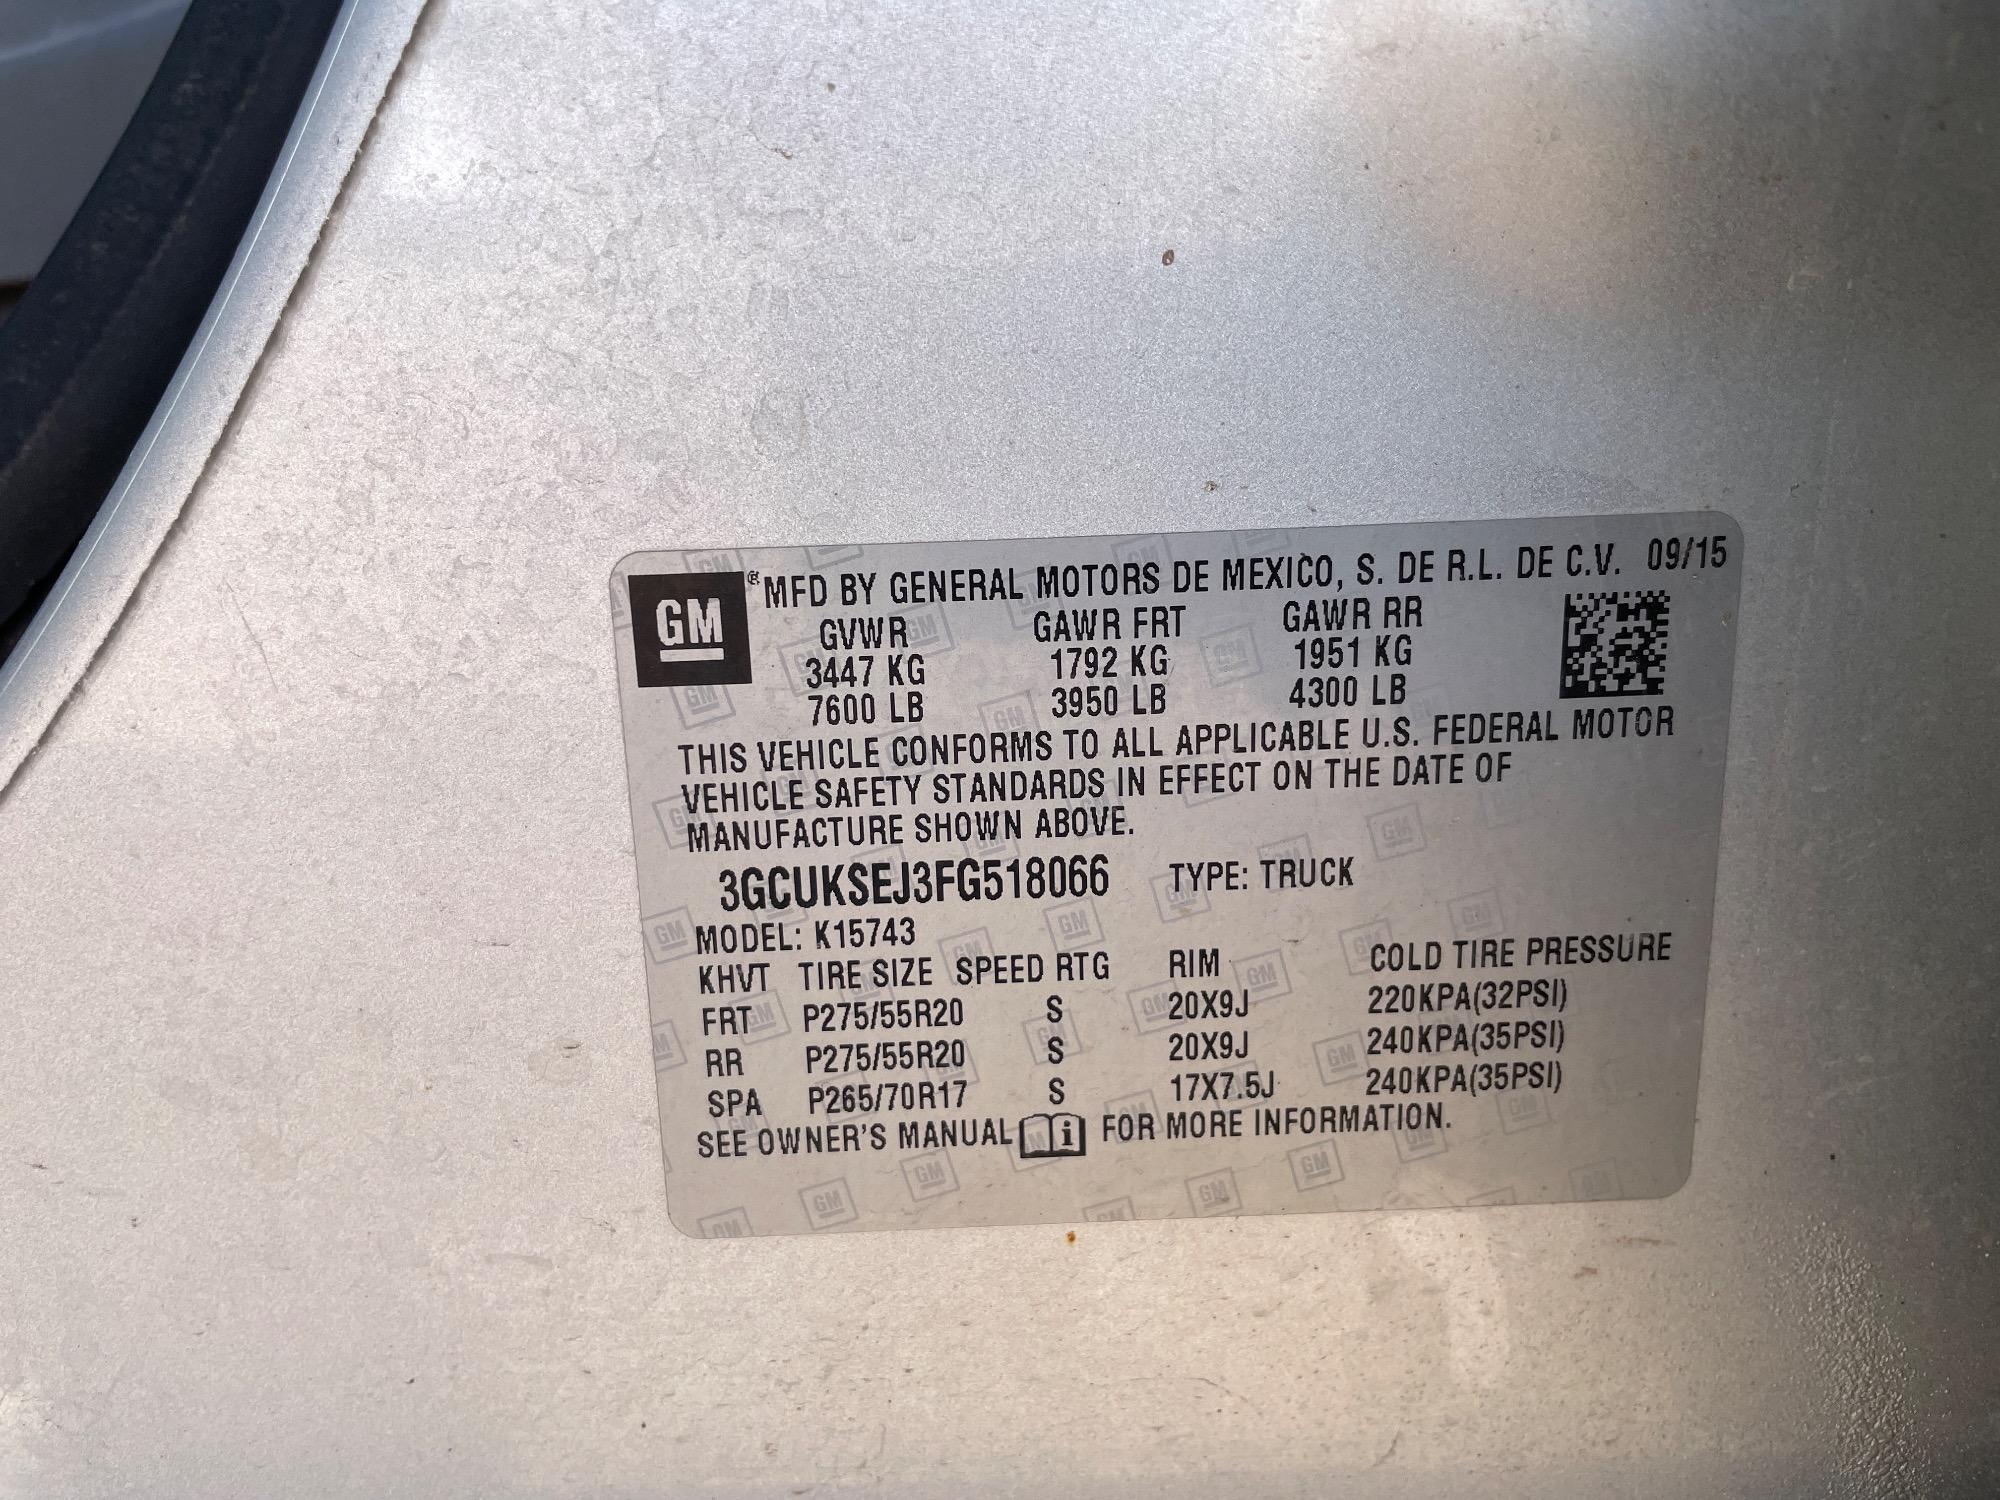 GM ® MFD BY GENERAL MOTORS DE MEXICO, S. DE R.L. DE C.V. 09/15
GVWR GAWR FRT GAWR RR
3447 KG 1792 KG 1951 KG
7600 LB 3950 LB 4300 LB
THIS VEHICLE CONFORMS TO ALL APPLICABLE U.S. FEDERAL MOTOR
VEHICLE SAFETY STANDARDS IN EFFECT ON THE DATE OF
MANUFACTURE SHOWN ABOVE.
3GCUKSEJ3FG518066 TYPE: TRUCK
MODEL: K15743
KHVT TIRE SIZE SPEED RTG RIM COLD TIRE PRESSURE
FRT P275/55R20 S 20X9J 220KPA(32PSI)
RR P275/55R20 S 20X9J 240KPA(35PSI)
SPA P265/70R17 S 17X7.5J 240KPA(35PSI)
SEE OWNER'S MANUAL i FOR MORE INFORMATION.